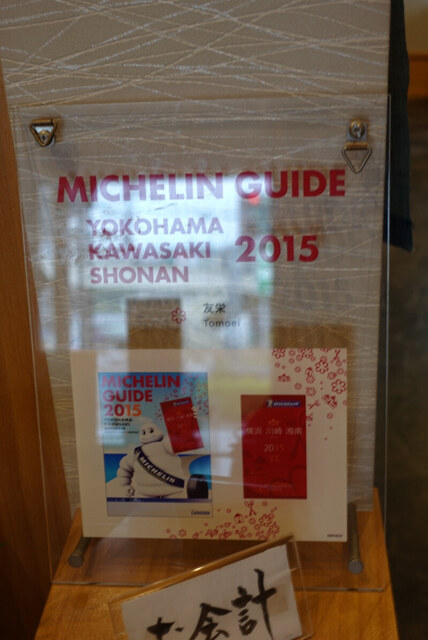 MICHELIN GUIDE
YOKOHAMA
KAWASAKI
SHONAN
2015
友栄
Tomoei
MICHELIN
GUIDE
2015
MICHELIN
横浜 川崎 湘南
2015
お会計